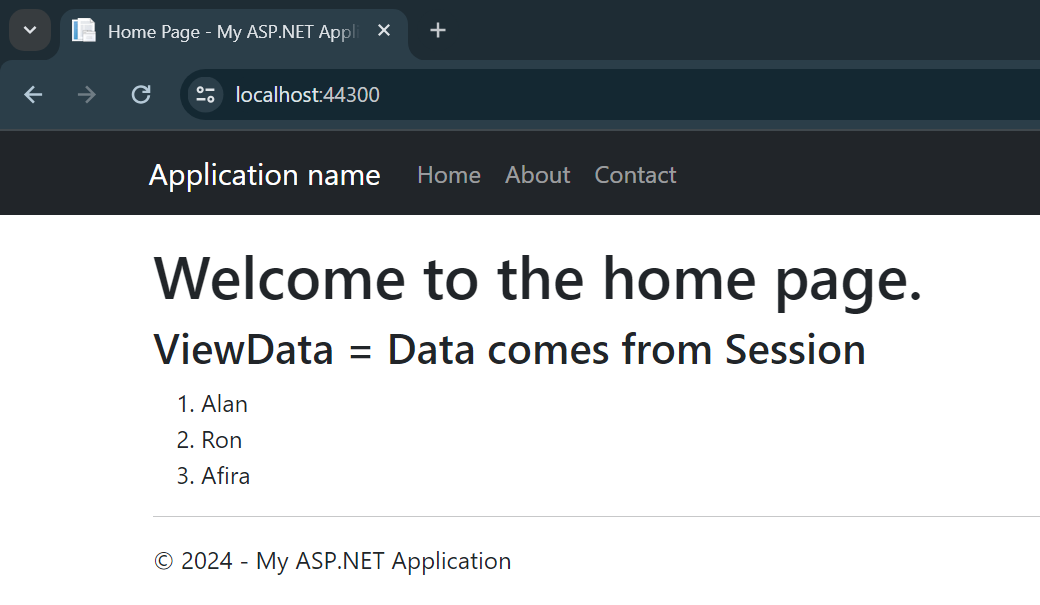 Home Page - My ASP.NET Appli
localhost:44300
Application name Home About Contact
Welcome to the home page.
ViewData = Data comes from Session
1. Alan
2. Ron
3. Afira
© 2024 - My ASP.NET Application